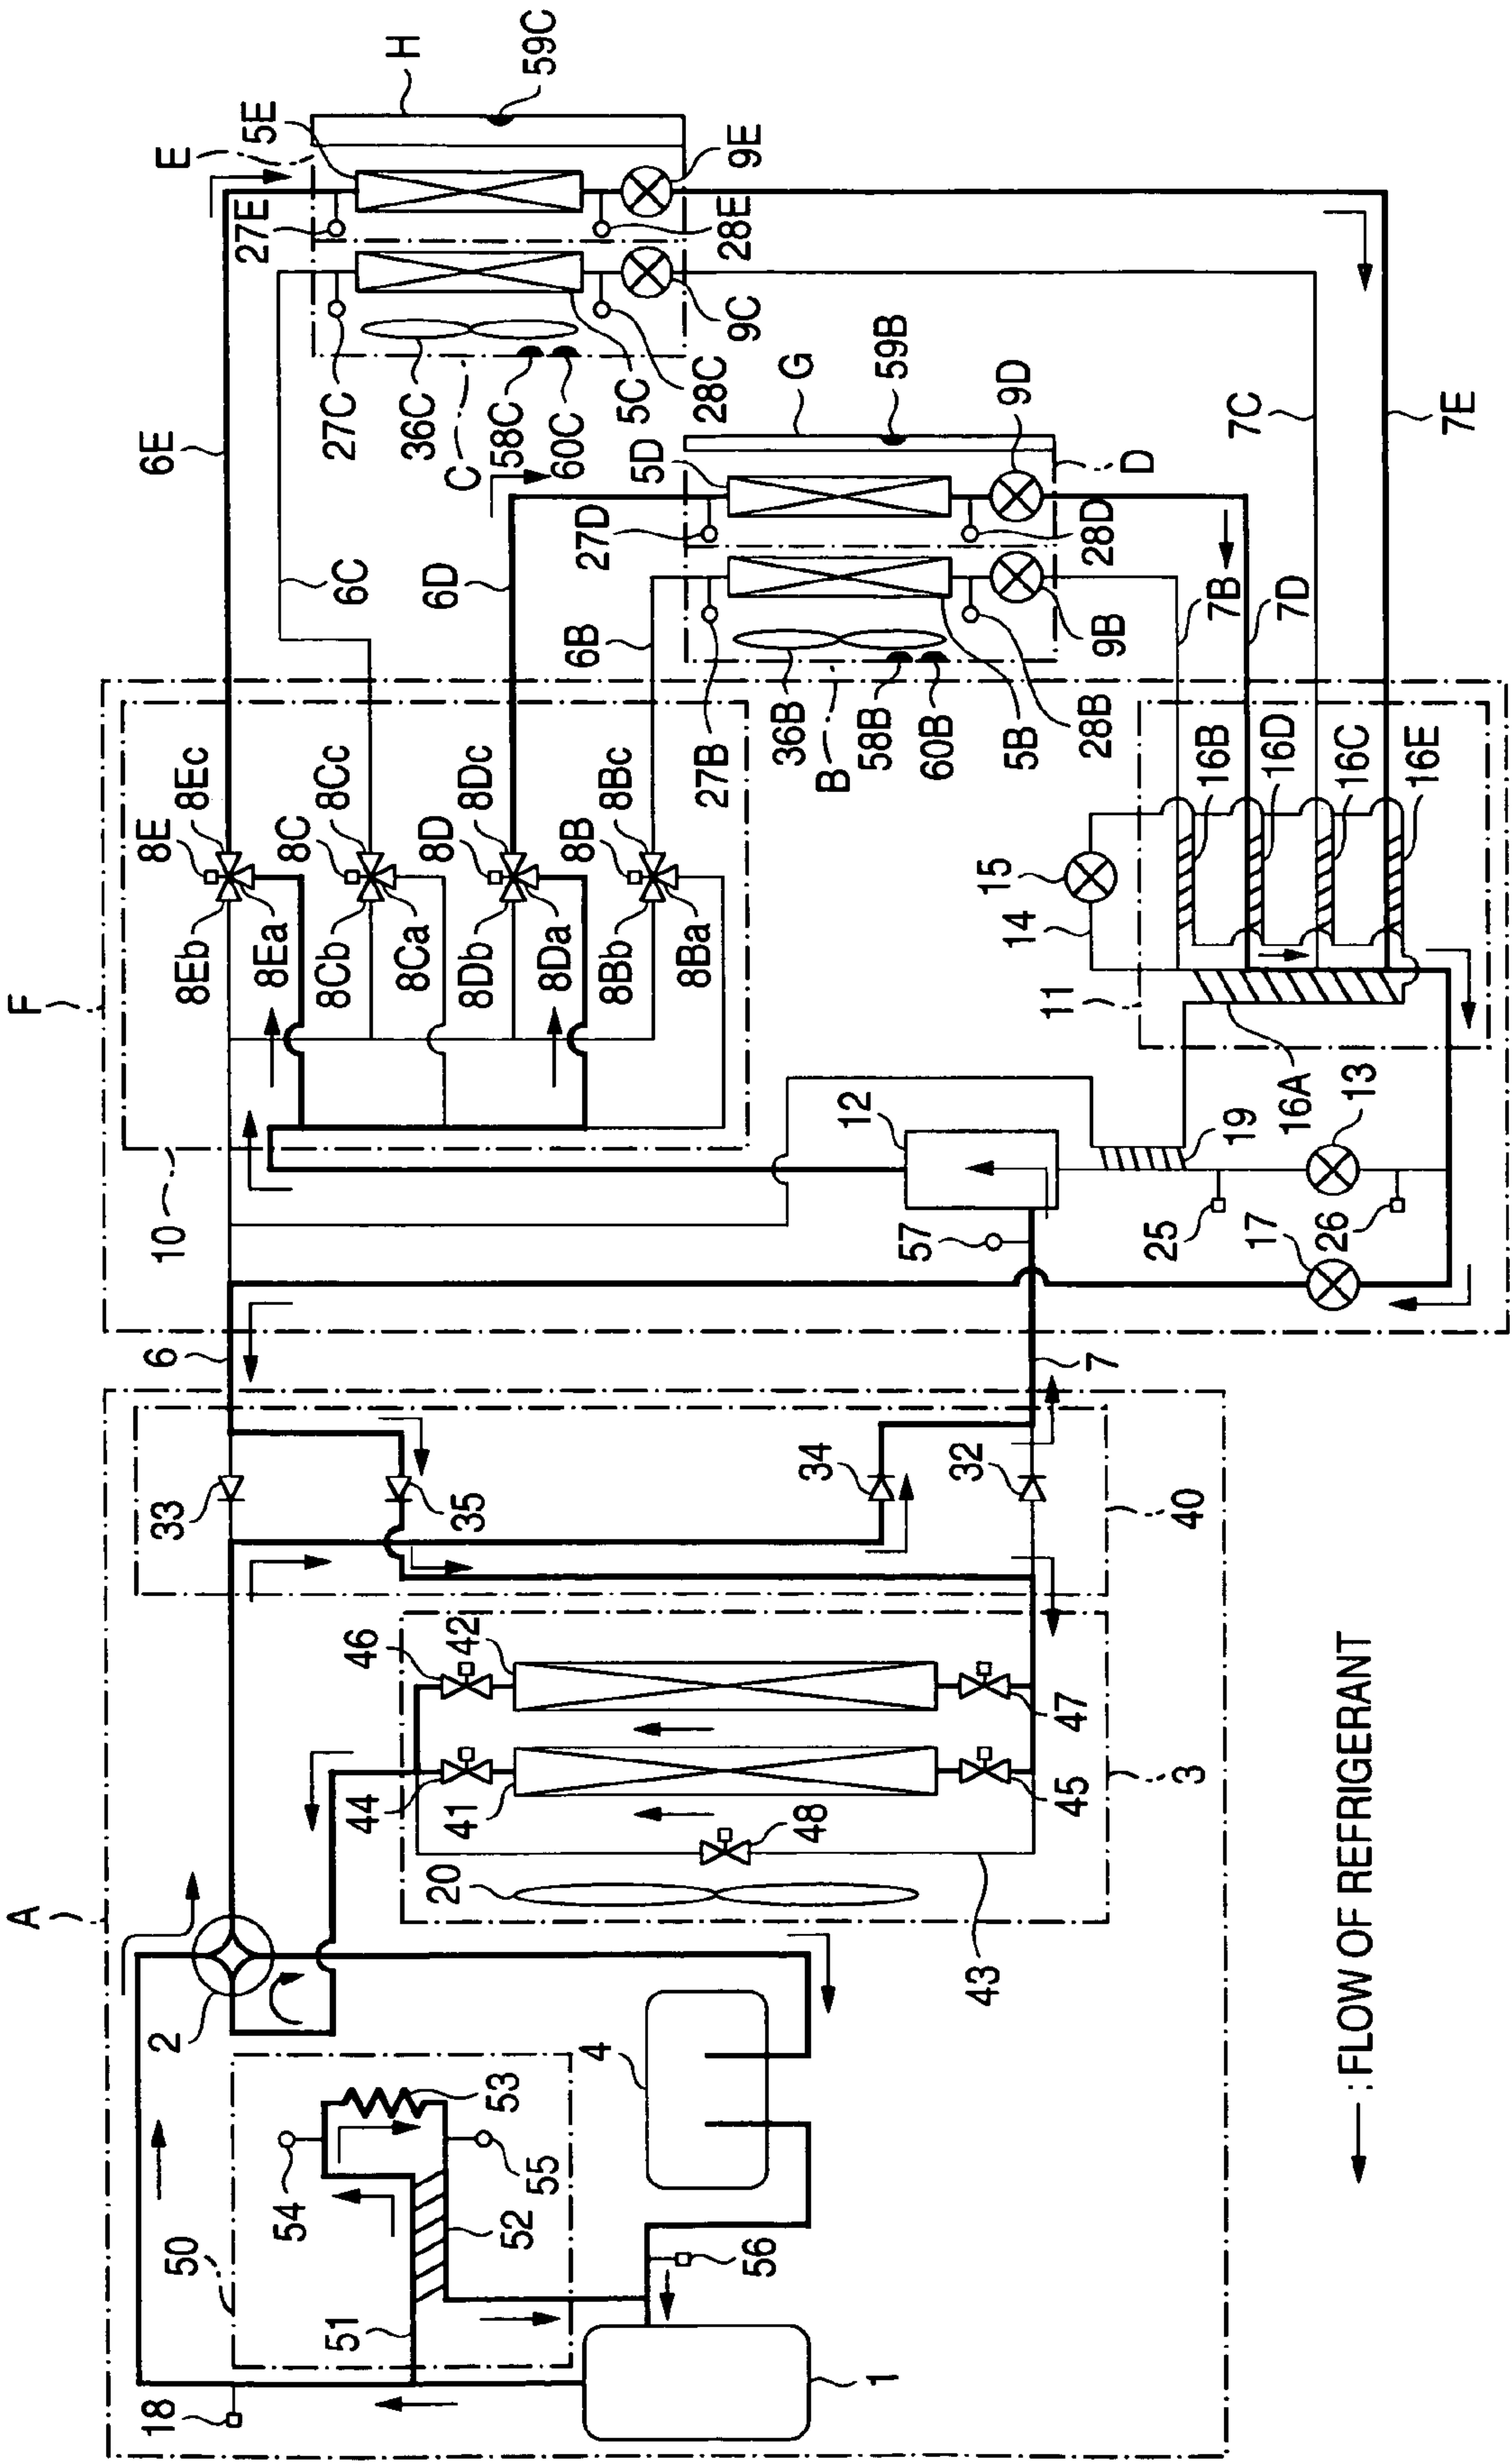 A
F
E
H
5E
59C
27E
9E
28E
6E
27C
36C
58C
C
60C
5C
28C
9C
6C
6D
6B
27D
5D
G
59B
9D
D
28D
9B
7C
7E
7B
7D
27B
36B
B
58B
60B
5B
28B
8E
8Ec
8Eb
8Ea
8C
8Cc
8Cb
8Ca
8D
8Dc
8Db
8Da
8B
8Bc
8Bb
8Ba
15
14
11
16B
16D
16C
16E
16A
10
12
19
13
57
25
17
26
6
7
33
35
34
32
40
46
42
47
44
41
48
45
3
20
43
2
4
50
54
53
55
52
51
56
18
1
: FLOW OF REFRIGERANT